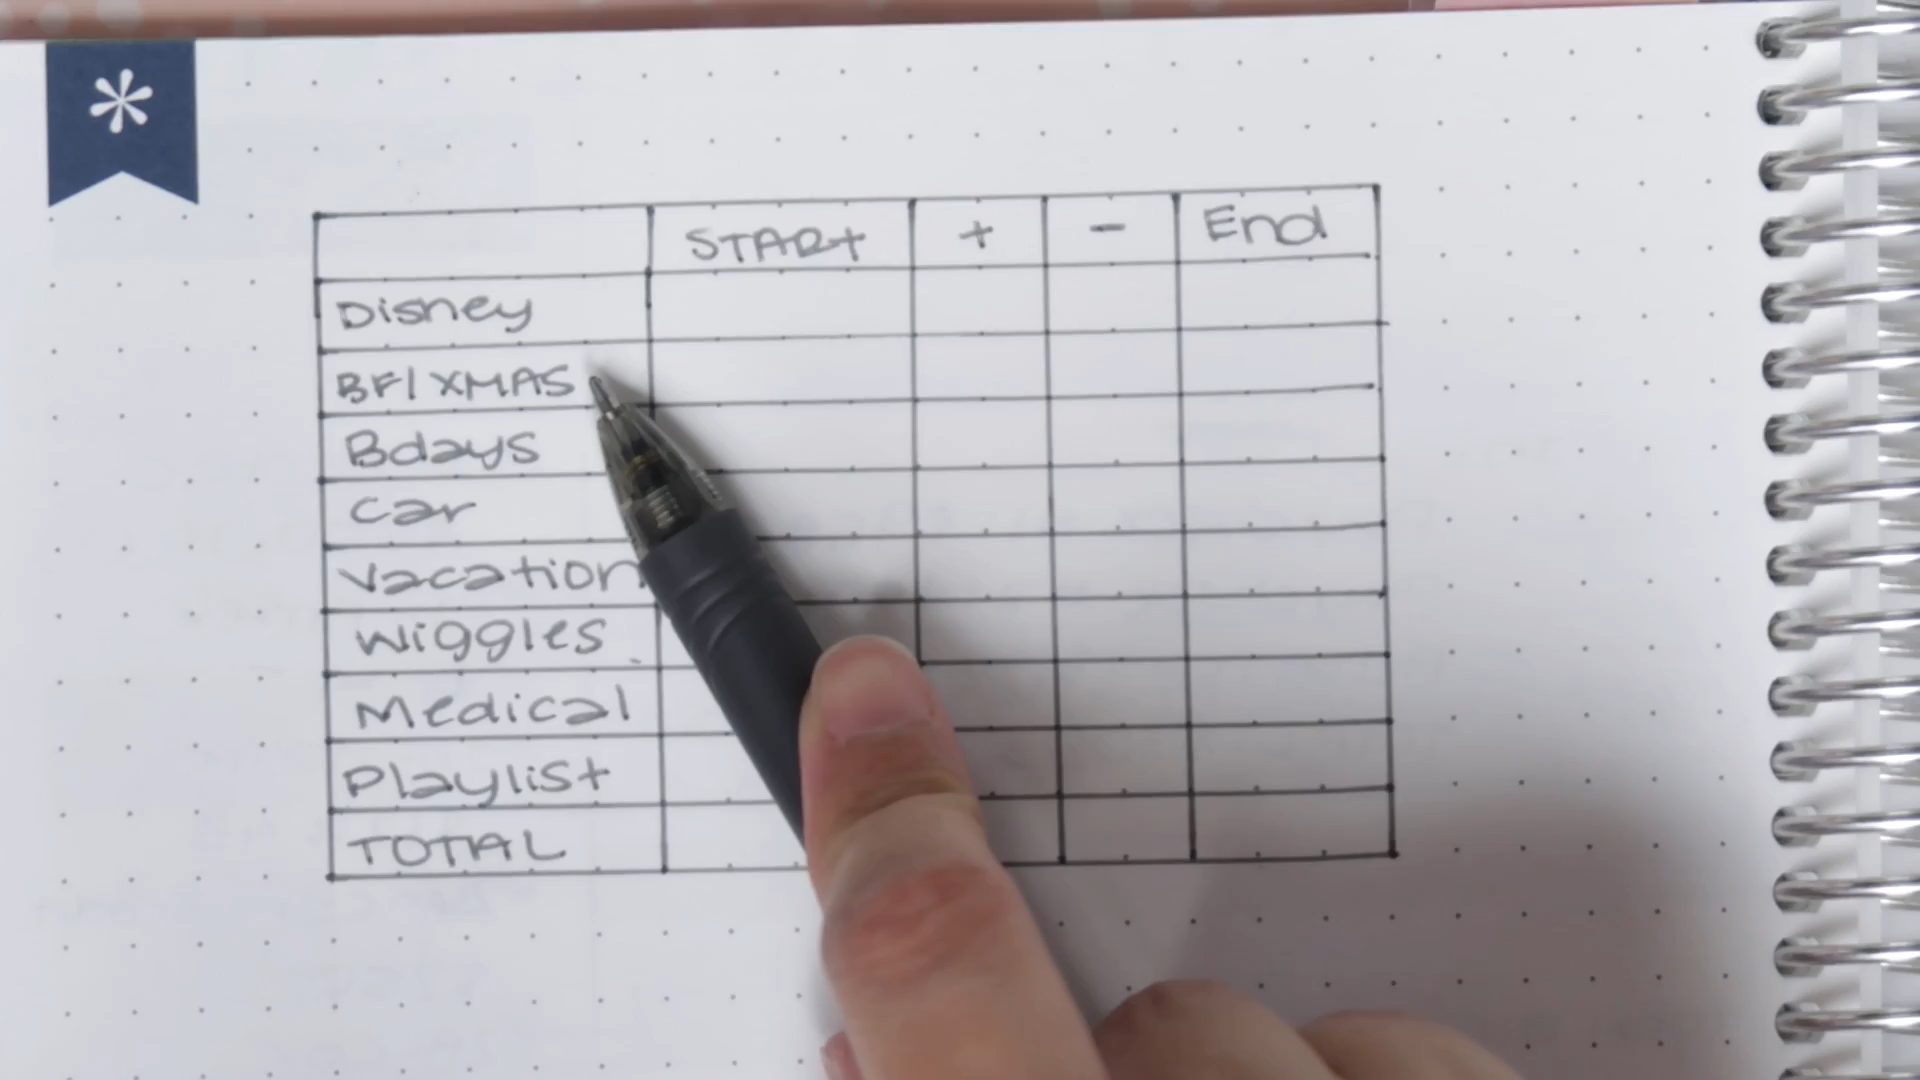 START + - End
Disney
BF/XMAS
Bdays
Car
Vacation
Wiggles
Medical
Playlist
TOTAL